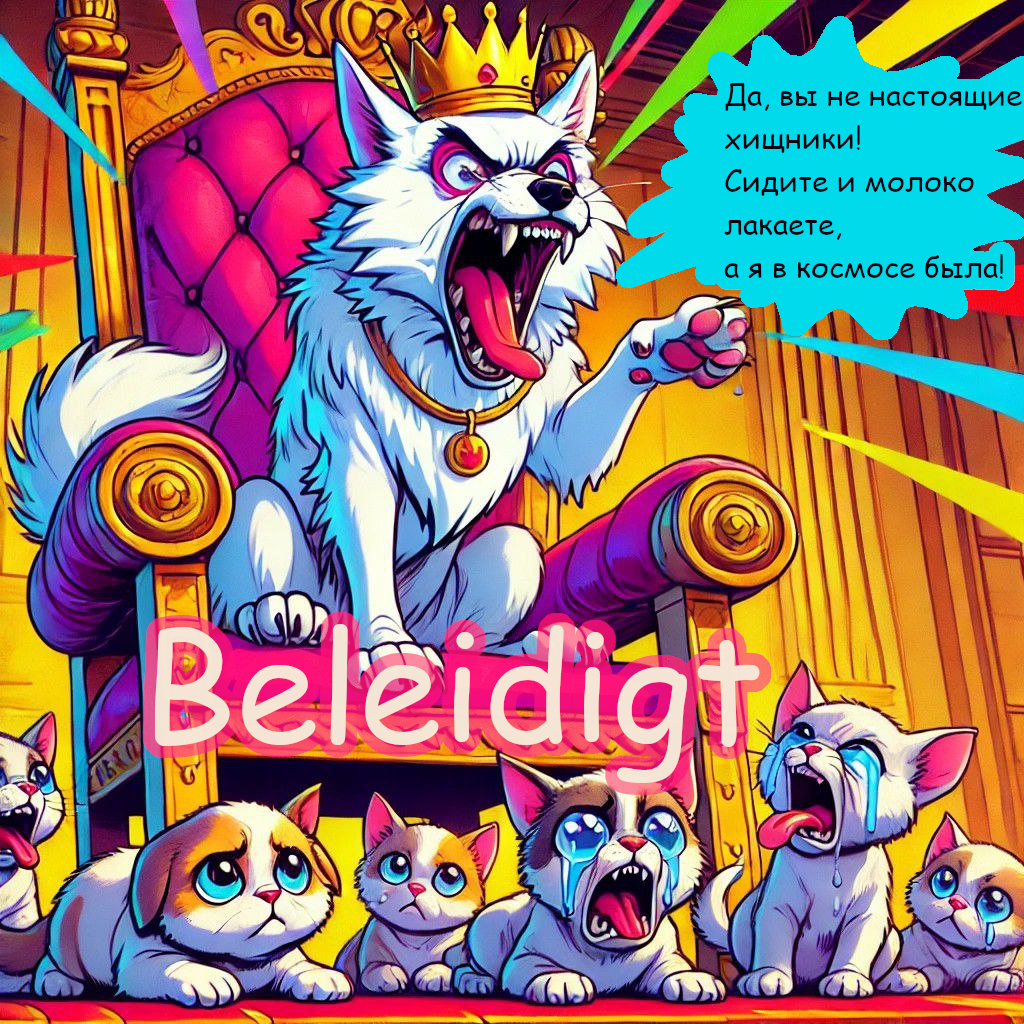 Да, вы не настоящие
хищники!
Сидите и молоко
лакаете,
а я в космосе была!
Beleidigt